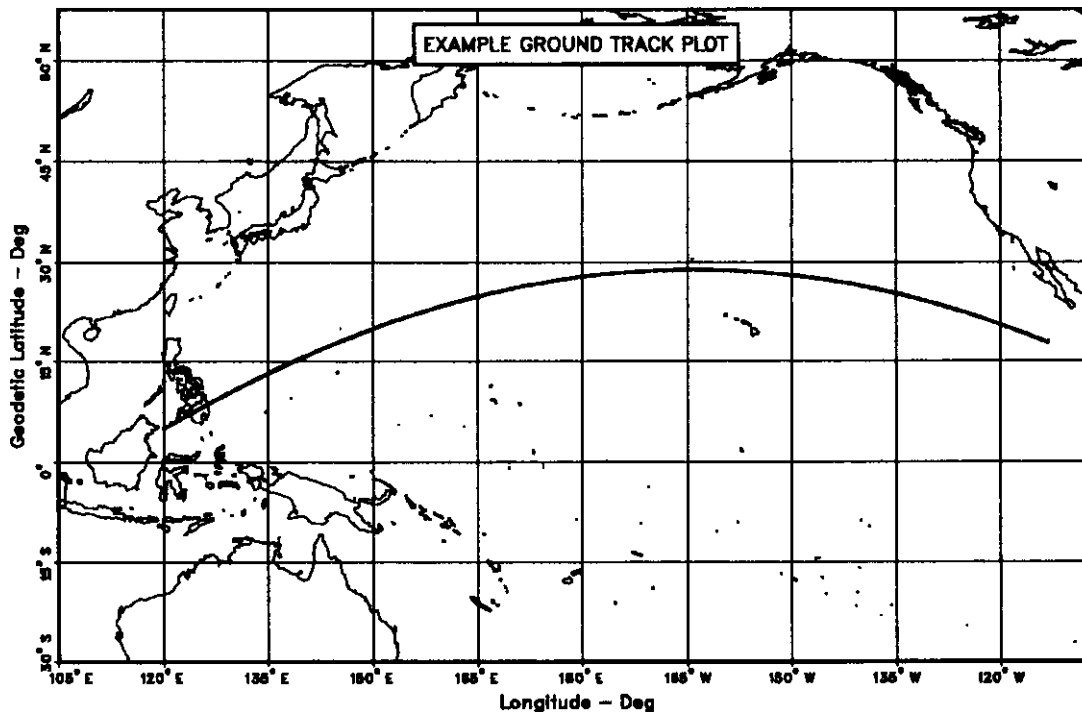 EXAMPLE GROUND TRACK PLOT
Geodetic Latitude – Deg
60° N
45° N
30° N
15° N
0°
15° S
30° S
105° E
120° E
135° E
150° E
165° E
180° E
165° W
150° W
135° W
120° W
Longitude – Deg